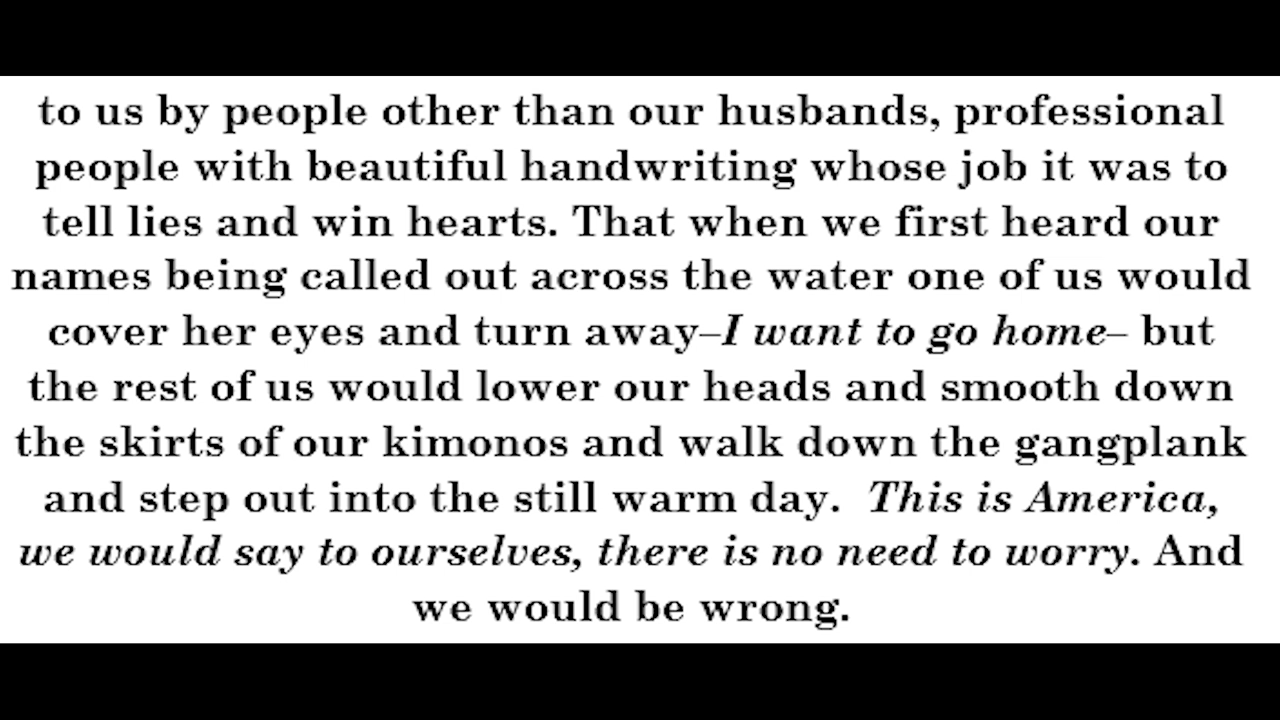 to us by people other than our husbands, professional
people with beautiful handwriting whose job it was to
tell lies and win hearts. That when we first heard our
names being called out across the water one of us would
cover her eyes and turn away–I want to go home– but
the rest of us would lower our heads and smooth down
the skirts of our kimonos and walk down the gangplank
and step out into the still warm day.  This is America,
we would say to ourselves, there is no need to worry. And
we would be wrong.